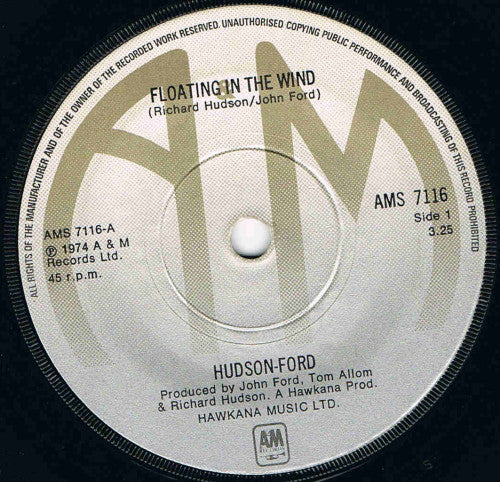 ALL RIGHTS OF THE MANUFACTURER AND OF THE OWNER OF THE RECORDED WORK RESERVED. UNAUTHORISED COPYING PUBLIC PERFORMANCE AND BROADCASTING OF THIS RECORD PROHIBITED
FLOATING IN THE WIND
(Richard Hudson/John Ford)
AMS 7116-A
℗ 1974 A & M
Records Ltd.
45 r.p.m.
AMS 7116
Side 1
3.25
HUDSON-FORD
Produced by John Ford, Tom Allom
& Richard Hudson. A Hawkana Prod.
HAWKANA MUSIC LTD.
AM
RECORDS